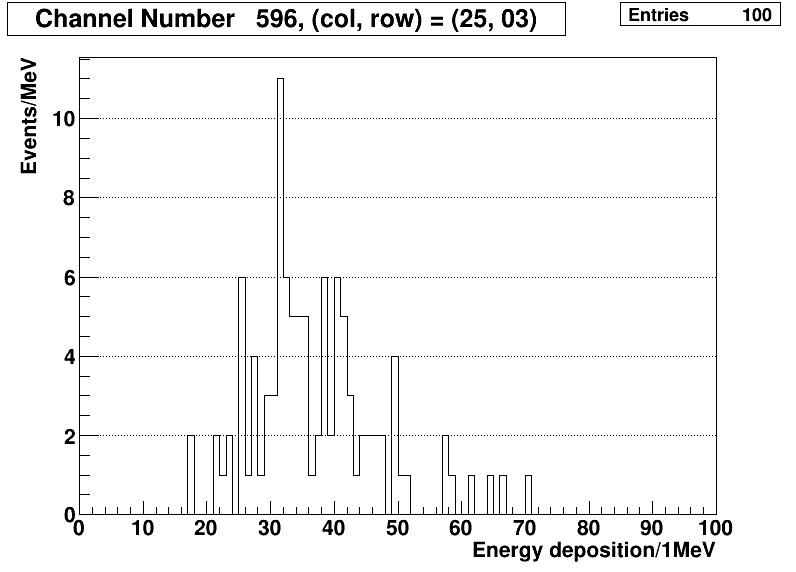 Channel Number 596, (col, row) = (25, 03)
Entries 100
Events/MeV
10
8
6
4
2
0
0 10 20 30 40 50 60 70 80 90 100
Energy deposition/1MeV